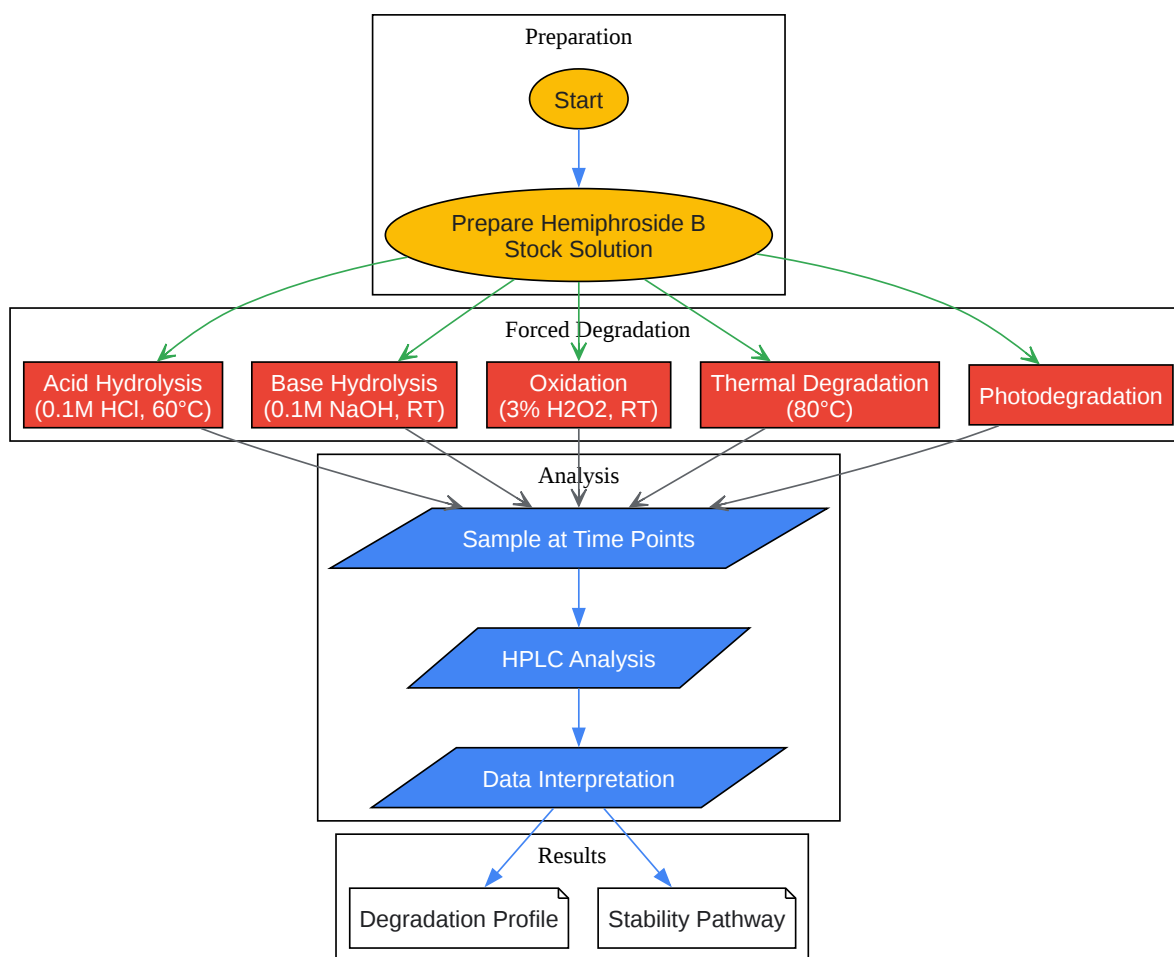 Preparation
Start
Prepare Hemiphroside B
Stock Solution
Forced Degradation
Acid Hydrolysis
(0.1M HCl, 60°C)
Base Hydrolysis
(0.1M NaOH, RT)
Oxidation
(3% H2O2, RT)
Thermal Degradation
(80°C)
Photodegradation
Analysis
Sample at Time Points
HPLC Analysis
Data Interpretation
Results
Degradation Profile
Stability Pathway